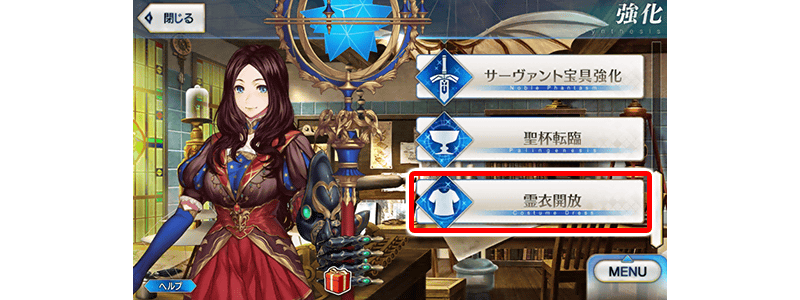 閉じる
強化
ynthesis
サーヴァント宝具強化
Noble Phantasm
聖杯転臨
Palingenesis
霊衣開放
Costume Dress
ヘルプ
MENU